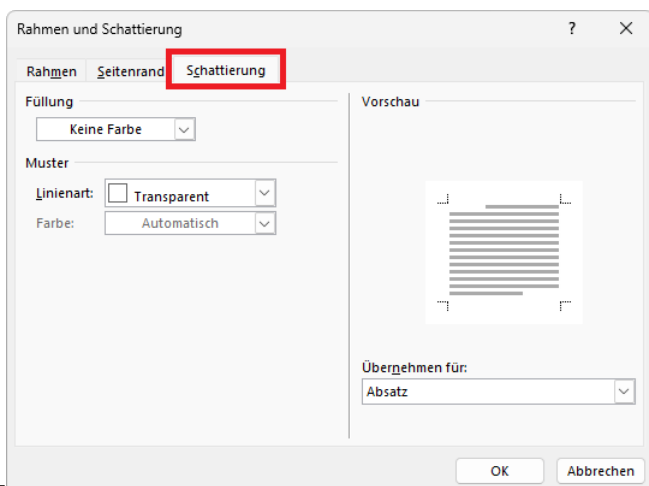 Rahmen und Schattierung ? ×
Rahmen Seitenrand Schattierung
Füllung
Keine Farbe
Muster
Linienart: Transparent
Farbe: Automatisch
Vorschau
Übernehmen für:
Absatz
OK Abbrechen